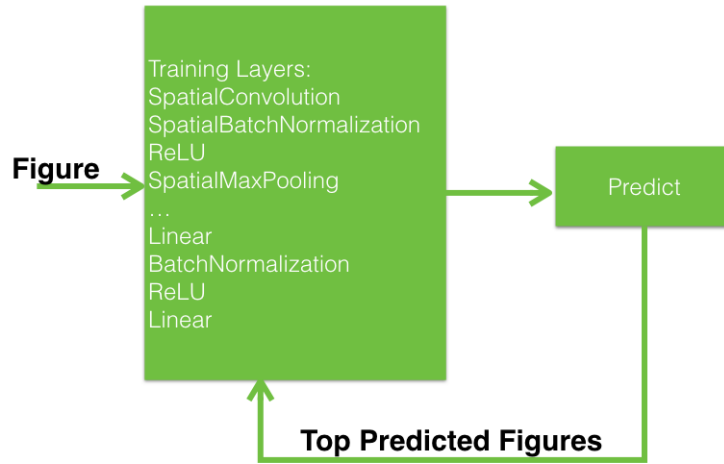 Figure
Training Layers:
SpatialConvolution
SpatialBatchNormalization
ReLU
SpatialMaxPooling
...
Linear
BatchNormalization
ReLU
Linear
Predict
Top Predicted Figures